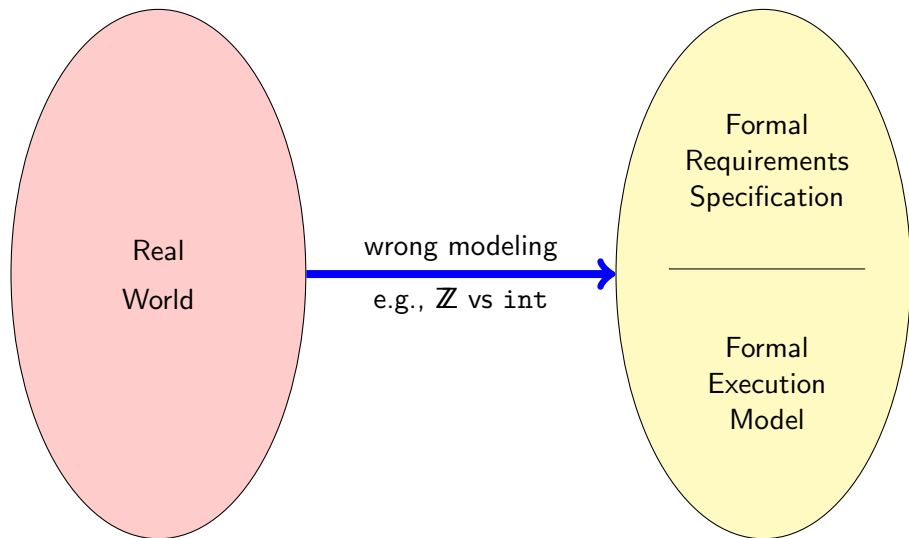 Real
World
wrong modeling
e.g., ℤ vs int
Formal
Requirements
Specification
Formal
Execution
Model